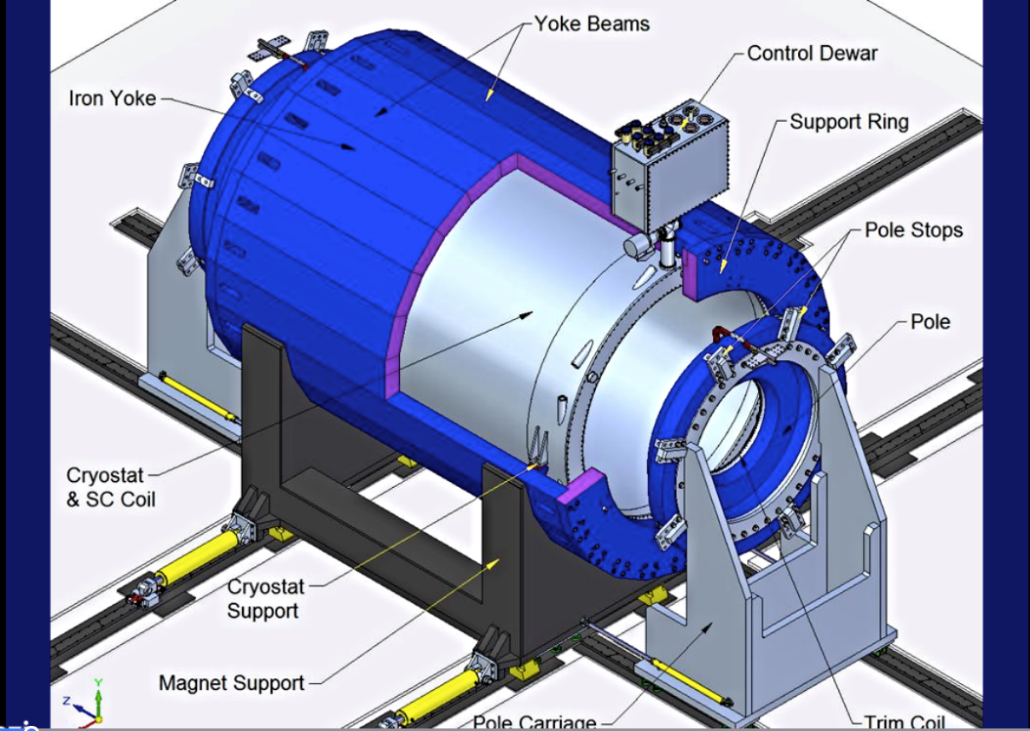 Yoke Beams
Control Dewar
Iron Yoke
Support Ring
Pole Stops
Pole
Cryostat
& SC Coil
Cryostat
Support
Magnet Support
Pole Carriage
Trim Coil
Y
Z